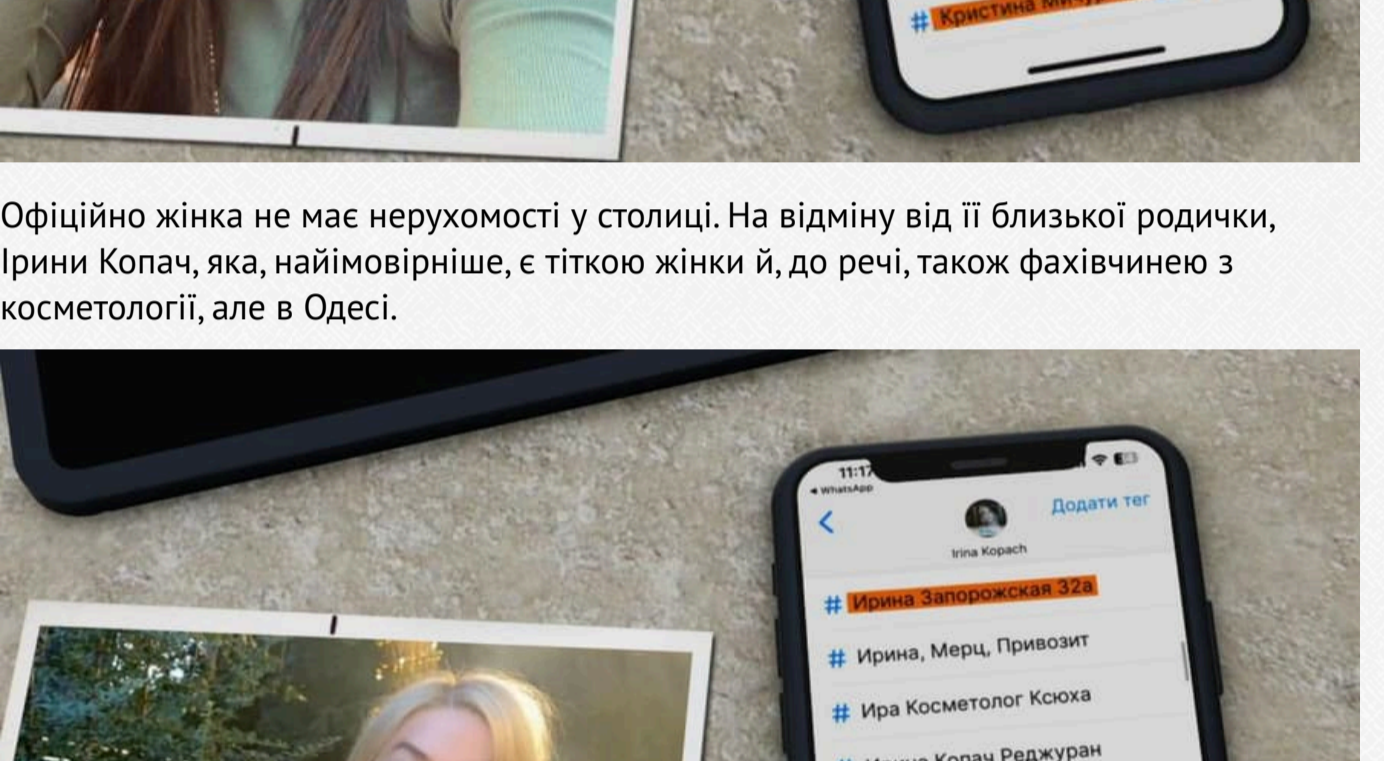 # Кристина
Офіційно жінка не має нерухомості у столиці. На відміну від її близької родички,
Ірини Копач, яка, найімовірніше, є тіткою жінки й, до речі, також фахівчинею з
косметології, але в Одесі.
11:17
◄ WhatsApp
Додати тег
Irina Kopach
# Ирина Запорожская 32а
# Ирина, Мерц, Привозит
# Ира Косметолог Ксюха
# Ирина Копач Реджуран